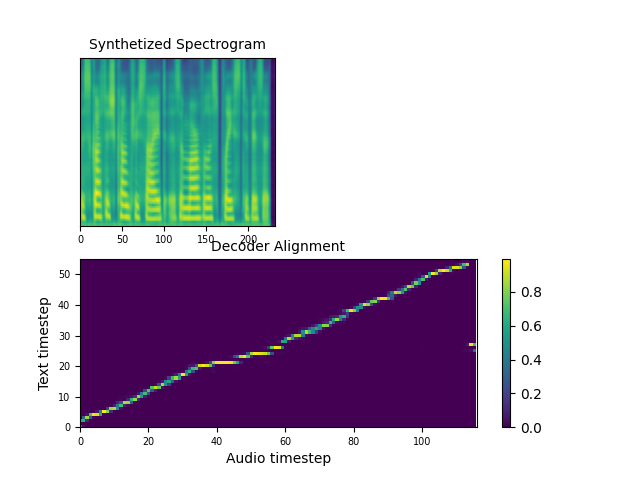 Synthetized Spectrogram
0 50 100 150 200
Decoder Alignment
50
40
30
20
10
0
Text timestep
0 20 40 60 80 100
Audio timestep
0.8
0.6
0.4
0.2
0.0